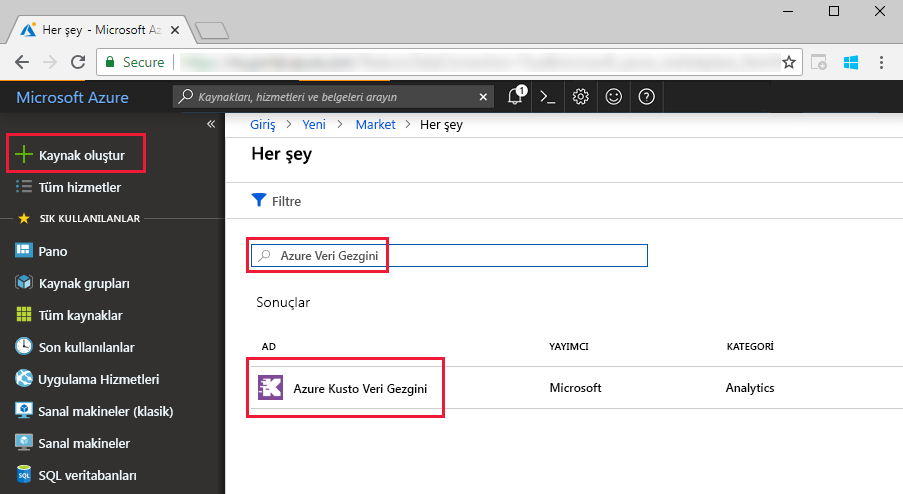 Her şey - Microsoft Az
Secure
Microsoft Azure
Kaynakları, hizmetleri ve belgeleri arayın
1
Kaynak oluştur
Tüm hizmetler
SIK KULLANILANLAR
Pano
Kaynak grupları
Tüm kaynaklar
Son kullanılanlar
Uygulama Hizmetleri
Sanal makineler (klasik)
Sanal makineler
SQL veritabanları
Giriş > Yeni > Market > Her şey
Her şey
Filtre
Azure Veri Gezgini
Sonuçlar
AD YAYIMCI KATEGORİ
Azure Kusto Veri Gezgini Microsoft Analytics